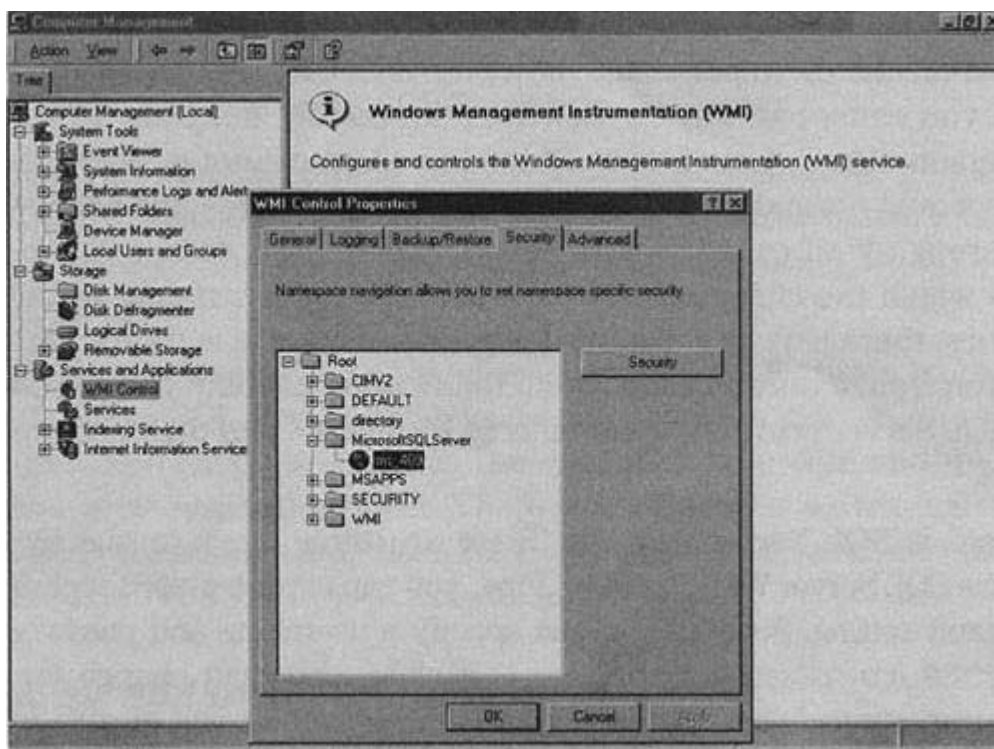 Computer Management
Action View
Tree
Computer Management (Local)
System Tools
Event Viewer
System Information
Performance Logs and Alert
Shared Folders
Device Manager
Local Users and Groups
Storage
Disk Management
Disk Defragmenter
Logical Drives
Removable Storage
Services and Applications
WMI Control
Services
Indexing Service
Internet Information Service
Windows Management Instrumentation (WMI)
Configures and controls the Windows Management Instrumentation (WMI) service.
WMI Control Properties
General Logging Backup/Restore Security Advanced
Namespace navigation allows you to set namespace specific security.
Root
CIMV2
DEFAULT
directory
MicrosoftSQLServer
MSAPPS
SECURITY
WMI
Security
OK Cancel Apply